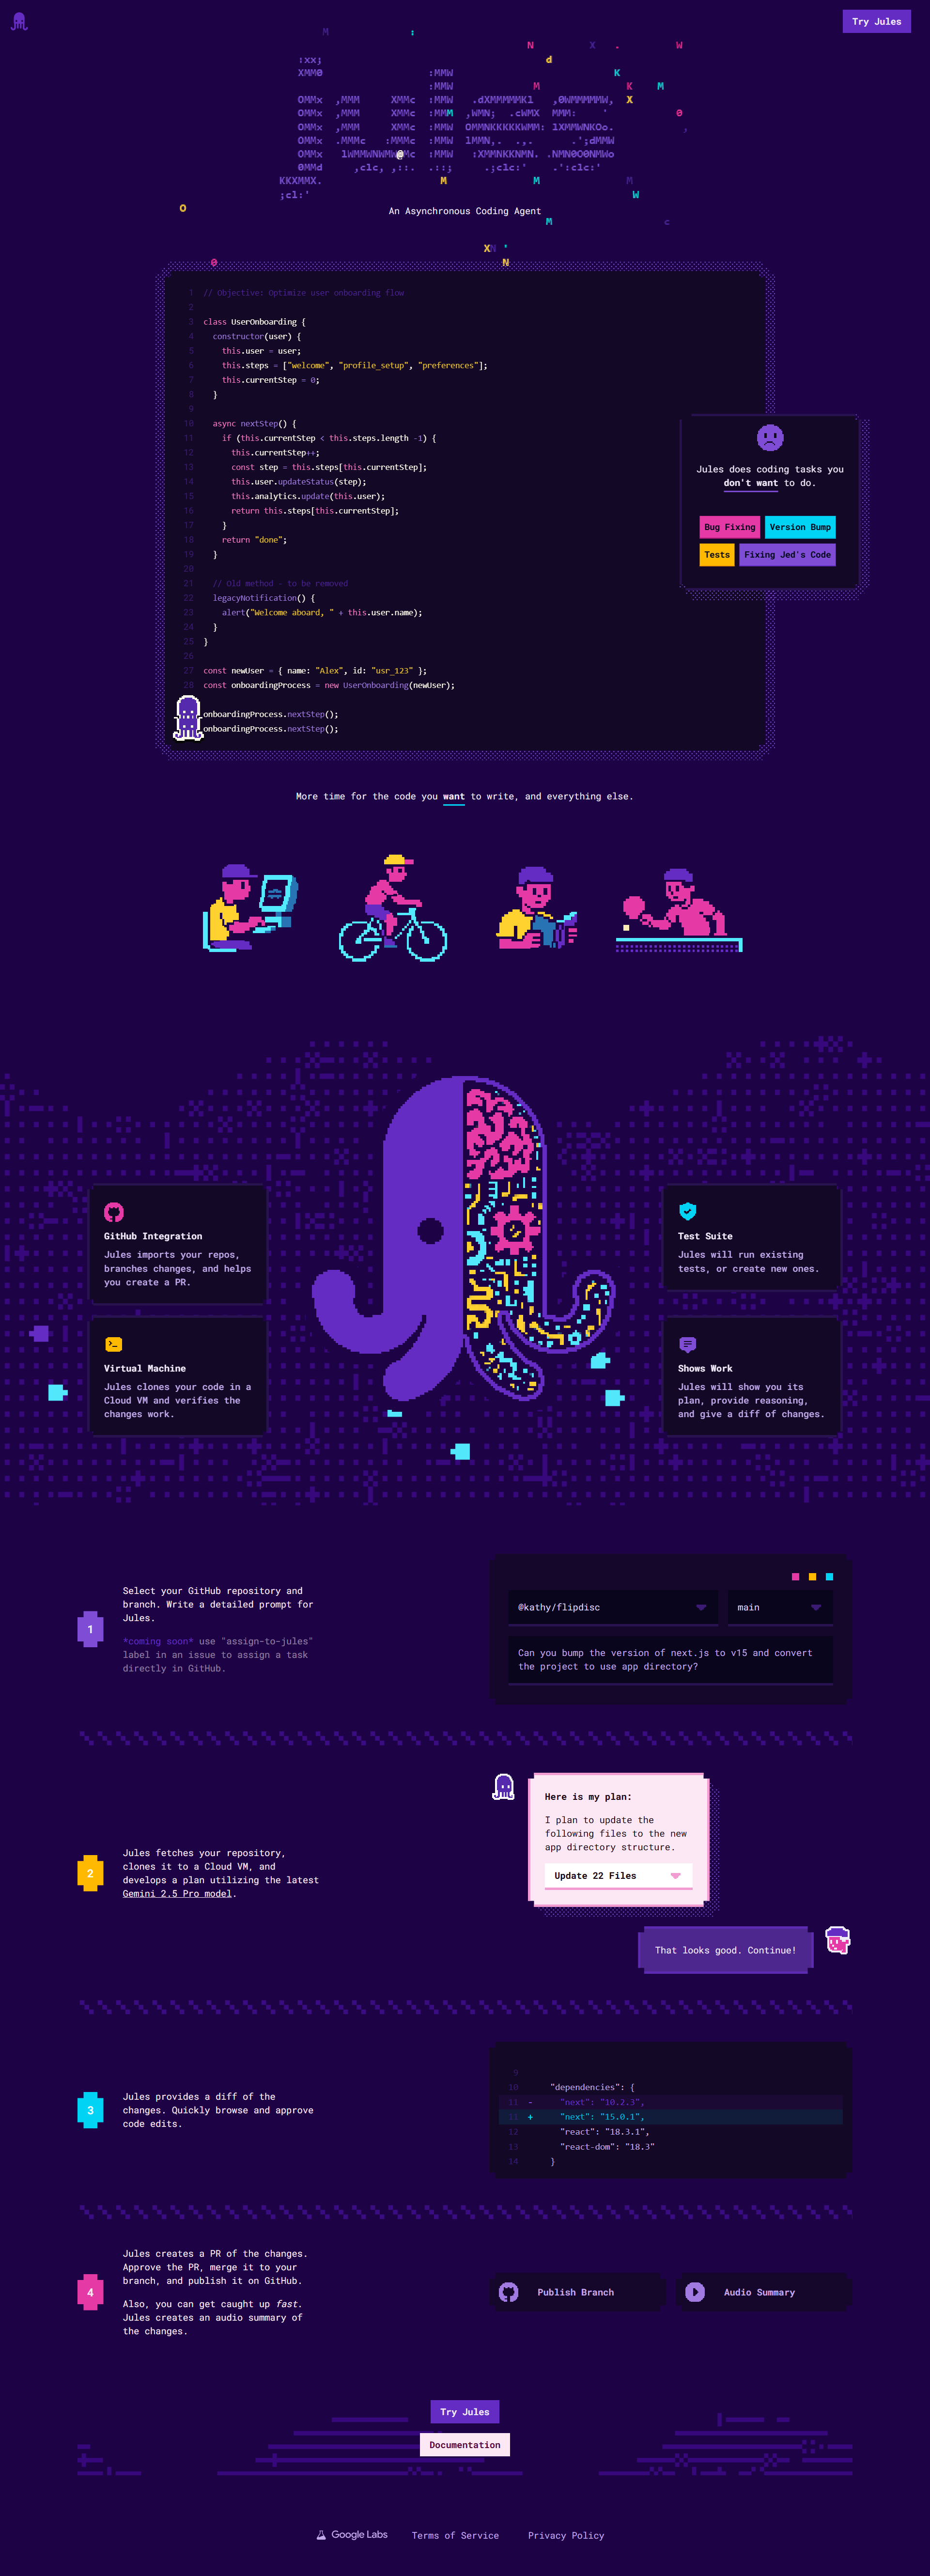 Try Jules
An Asynchronous Coding Agent
1 // Objective: Optimize user onboarding flow
2
3 class UserOnboarding {
4 constructor(user) {
5 this.user = user;
6 this.steps = ["welcome", "profile_setup", "preferences"];
7 this.currentStep = 0;
8 }
9
10 async nextStep() {
11 if (this.currentStep < this.steps.length -1) {
12 this.currentStep++;
13 const step = this.steps[this.currentStep];
14 this.user.updateStatus(step);
15 this.analytics.update(this.user);
16 return this.steps[this.currentStep];
17 }
18 return "done";
19 }
20
21 // Old method - to be removed
22 legacyNotification() {
23 alert("Welcome aboard, " + this.user.name);
24 }
25 }
26
27 const newUser = { name: "Alex", id: "usr_123" };
28 const onboardingProcess = new UserOnboarding(newUser);
onboardingProcess.nextStep();
onboardingProcess.nextStep();
Jules does coding tasks you
don't want to do.
Bug Fixing Version Bump
Tests Fixing Jed's Code
More time for the code you want to write, and everything else.
GitHub Integration
Jules imports your repos,
branches changes, and helps
you create a PR.
Virtual Machine
Jules clones your code in a
Cloud VM and verifies the
changes work.
Test Suite
Jules will run existing
tests, or create new ones.
Shows Work
Jules will show you its
plan, provide reasoning,
and give a diff of changes.
1
Select your GitHub repository and
branch. Write a detailed prompt for
Jules.
*coming soon* use "assign-to-jules"
label in an issue to assign a task
directly in GitHub.
@kathy/flipdisc main
Can you bump the version of next.js to v15 and convert
the project to use app directory?
2
Jules fetches your repository,
clones it to a Cloud VM, and
develops a plan utilizing the latest
Gemini 2.5 Pro model.
Here is my plan:
I plan to update the
following files to the new
app directory structure.
Update 22 Files
That looks good. Continue!
3
Jules provides a diff of the
changes. Quickly browse and approve
code edits.
9
10 "dependencies": {
11 - "next": "10.2.3",
11 + "next": "15.0.1",
12 "react": "18.3.1",
13 "react-dom": "18.3"
14 }
4
Jules creates a PR of the changes.
Approve the PR, merge it to your
branch, and publish it on GitHub.
Also, you can get caught up fast.
Jules creates an audio summary of
the changes.
Publish Branch
Audio Summary
Try Jules
Documentation
Google Labs Terms of Service Privacy Policy